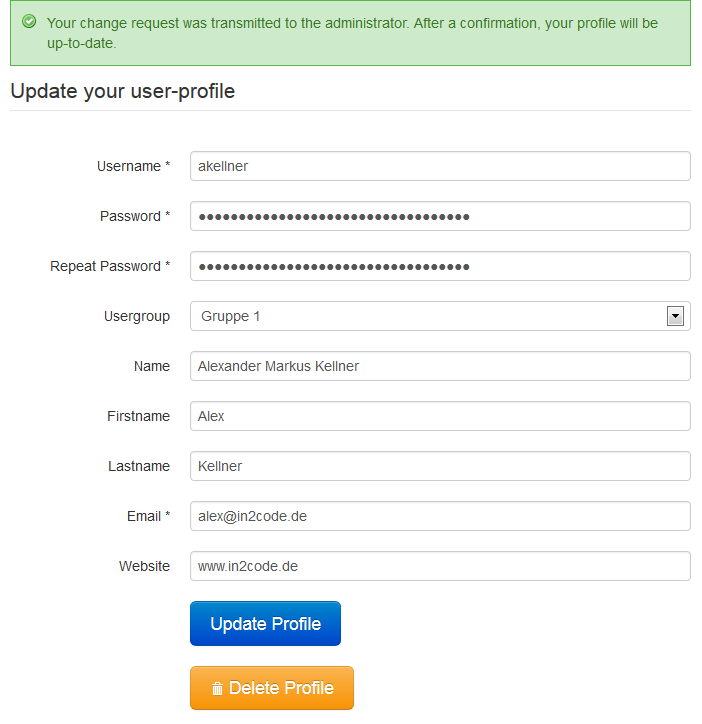 Your change request was transmitted to the administrator. After a confirmation, your profile will be
up-to-date.
Update your user-profile
Username * akellner
Password * ••••••••••••••••••••••••••••••••••
Repeat Password * ••••••••••••••••••••••••••••••••••
Usergroup Gruppe 1
Name Alexander Markus Kellner
Firstname Alex
Lastname Kellner
Email * alex@in2code.de
Website www.in2code.de
Update Profile
Delete Profile